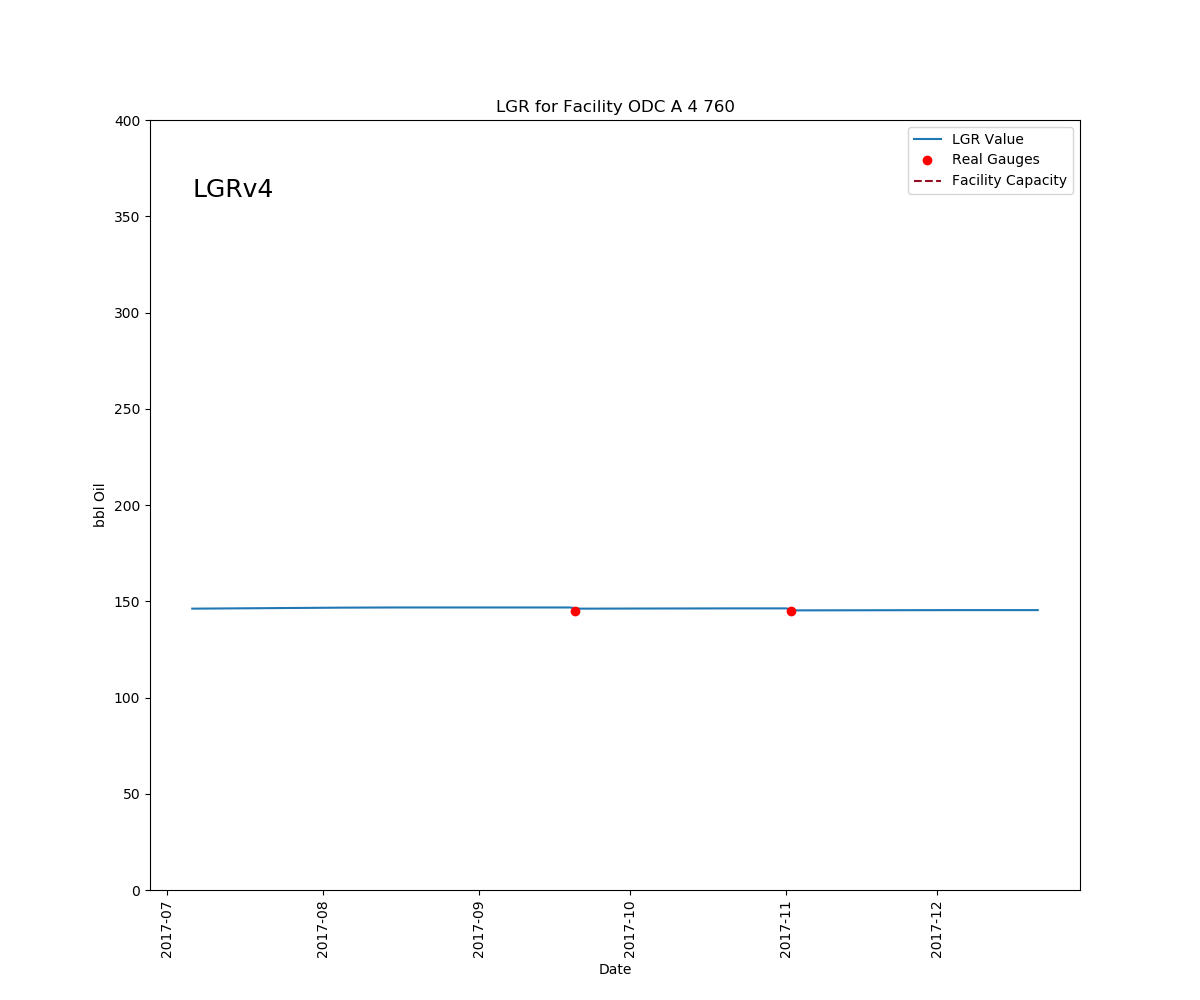 LGR for Facility ODC A 4 760
LGRv4
LGR Value
Real Gauges
Facility Capacity
bbl Oil
400
350
300
250
200
150
100
50
0
2017-07
2017-08
2017-09
2017-10
2017-11
2017-12
Date